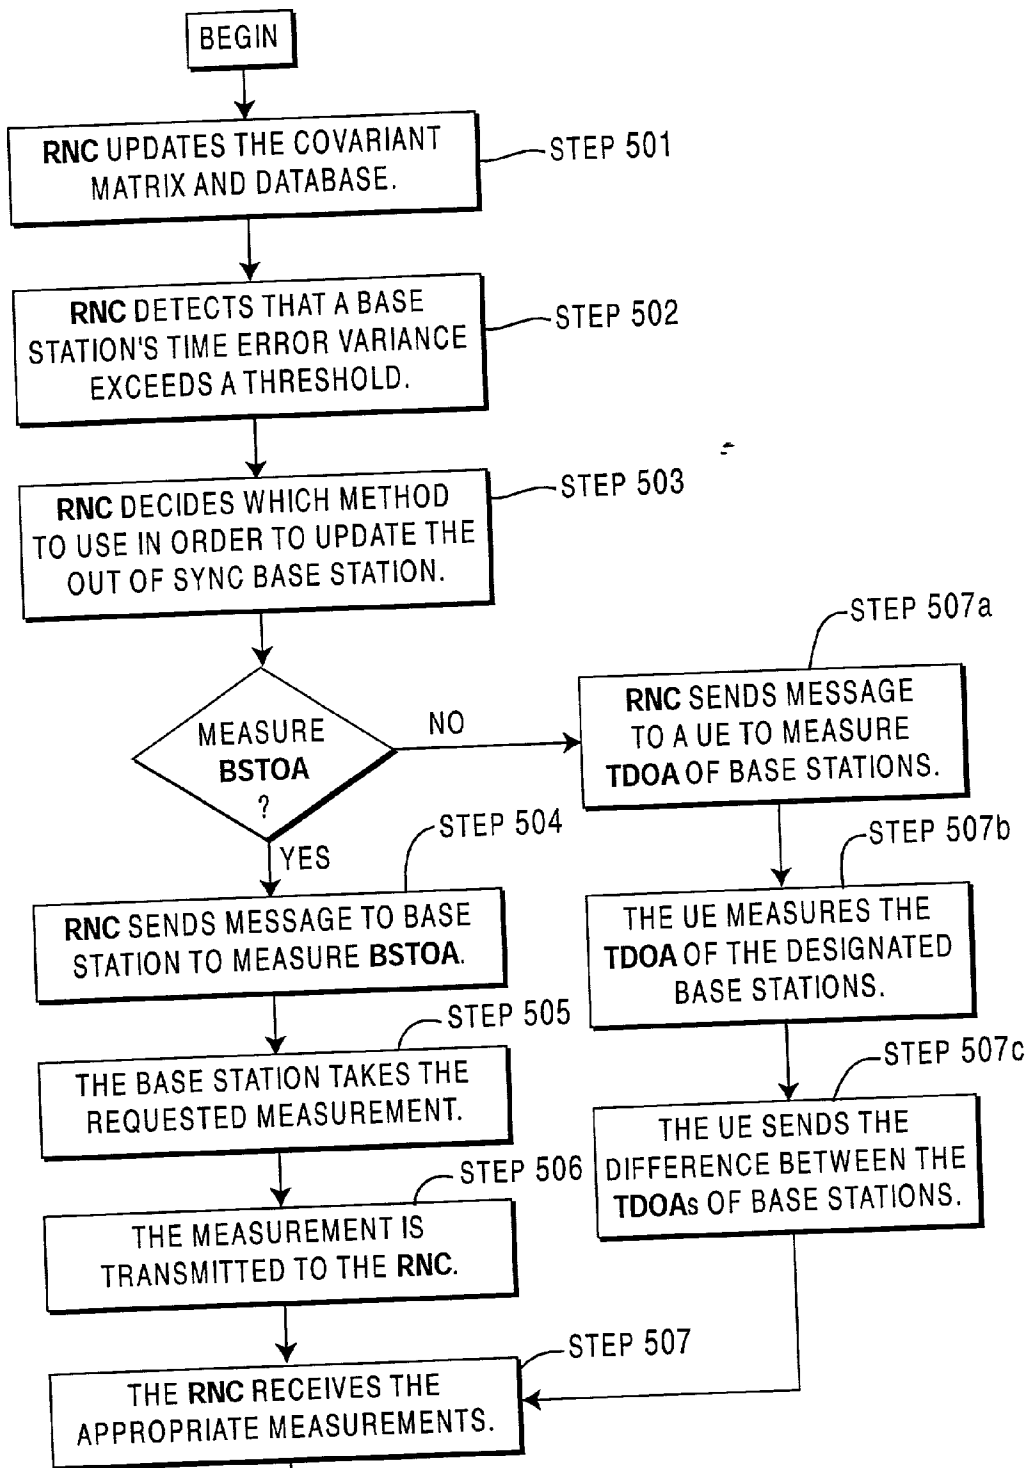 BEGIN
RNC UPDATES THE COVARIANT
MATRIX AND DATABASE.
STEP 501
RNC DETECTS THAT A BASE
STATION'S TIME ERROR VARIANCE
EXCEEDS A THRESHOLD.
STEP 502
RNC DECIDES WHICH METHOD
TO USE IN ORDER TO UPDATE THE
OUT OF SYNC BASE STATION.
STEP 503
MEASURE
BSTOA
?
NO
YES
STEP 507a
RNC SENDS MESSAGE
TO A UE TO MEASURE
TDOA OF BASE STATIONS.
STEP 504
RNC SENDS MESSAGE TO BASE
STATION TO MEASURE BSTOA.
STEP 507b
THE UE MEASURES THE
TDOA OF THE DESIGNATED
BASE STATIONS.
STEP 505
THE BASE STATION TAKES THE
REQUESTED MEASUREMENT.
STEP 507c
THE UE SENDS THE
DIFFERENCE BETWEEN THE
TDOAs OF BASE STATIONS.
STEP 506
THE MEASUREMENT IS
TRANSMITTED TO THE RNC.
STEP 507
THE RNC RECEIVES THE
APPROPRIATE MEASUREMENTS.